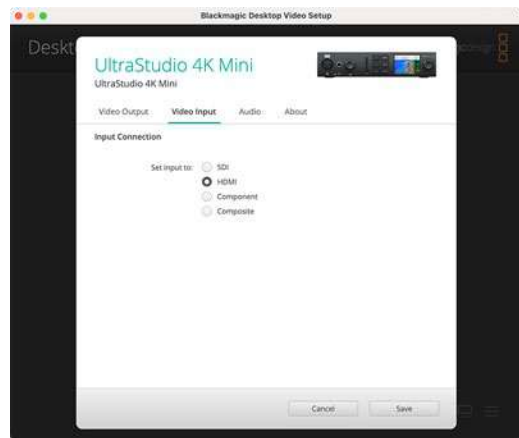 Blackmagic Desktop Video Setup
Deskt
UltraStudio 4K Mini
UltraStudio 4K Mini
Video Output Video Input Audio About
Input Connection
Set input to: SDI
HDMI
Component
Composite
Cancel Save